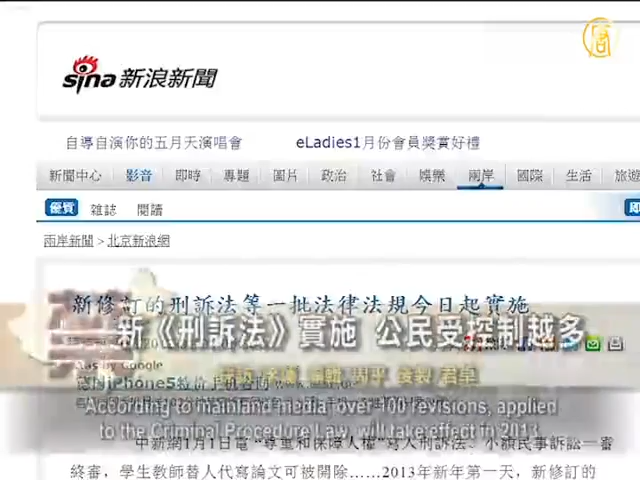 sina新浪新聞
自導自演你的五月天演唱會 eLadies1月份會員獎賞好禮
新聞中心 影音 即時 專題 圖片 政治 社會 娛樂 兩岸 國際 生活 旅遊
優質 雜誌 閱讀
兩岸新聞 > 北京新浪網
新修訂的刑訴法等一批法律法規今日起實施
新《刑訴法》實施 公民受控制越多
According to mainland media, over 100 revisions, applied
to the Criminal Procedure Law, will take effect in 2013.
中新網1月1日電 “尊重和保障人權”寫入刑訴法、小額民事訴訟一審
終審，學生教師替人代寫論文可被開除……2013年新年第一天，新修訂的